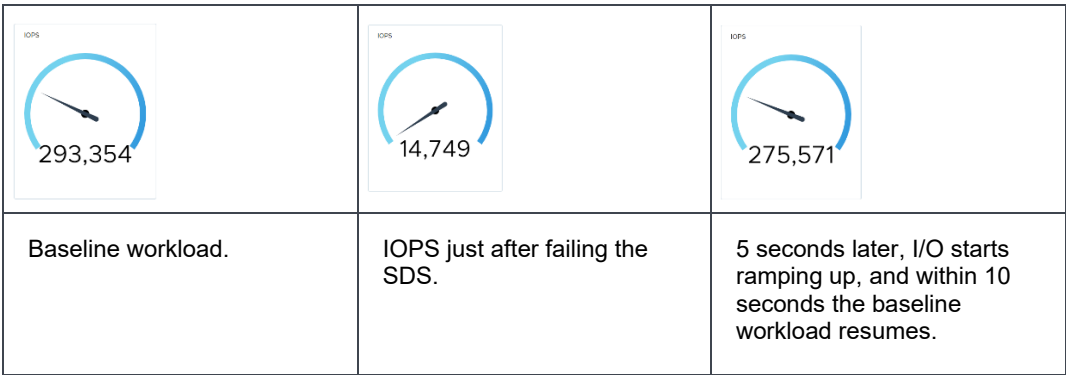 IOPS
293,354
IOPS
14,749
IOPS
275,571
Baseline workload.
IOPS just after failing the
SDS.
5 seconds later, I/O starts
ramping up, and within 10
seconds the baseline
workload resumes.